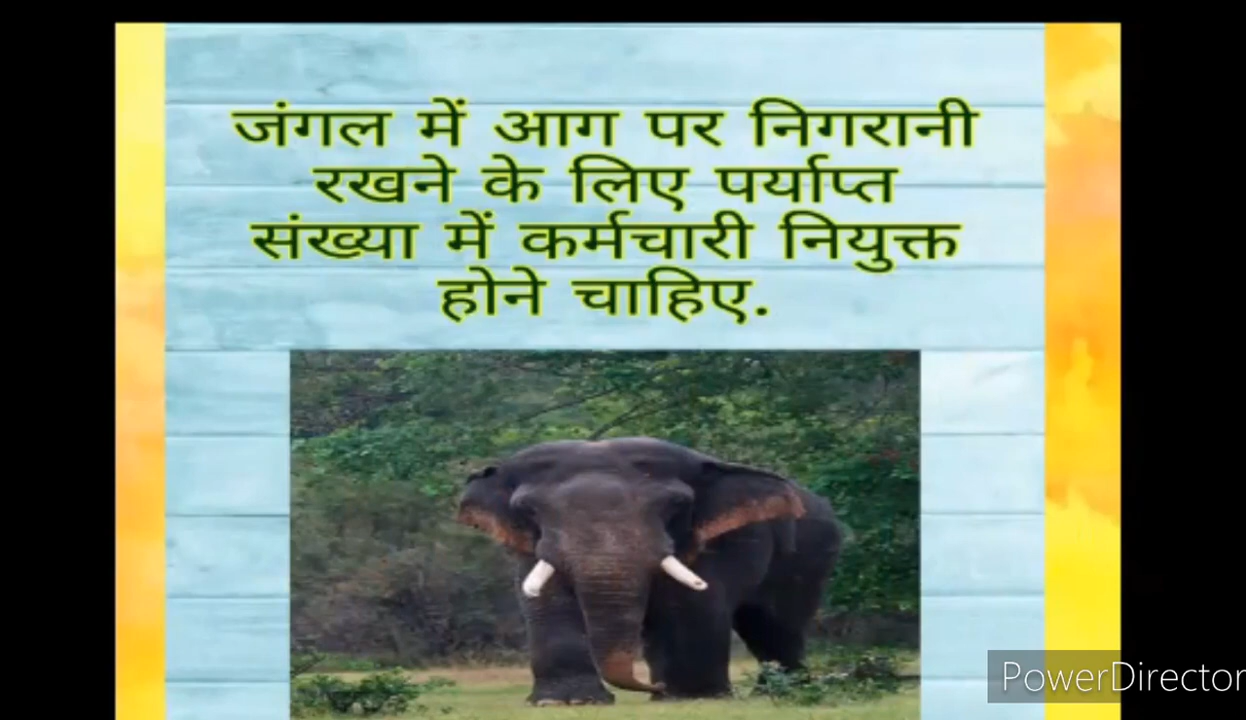 जंगल में आग पर निगरानी
रखने के लिए पर्याप्त
संख्या में कर्मचारी नियुक्त
होने चाहिए.
PowerDirector